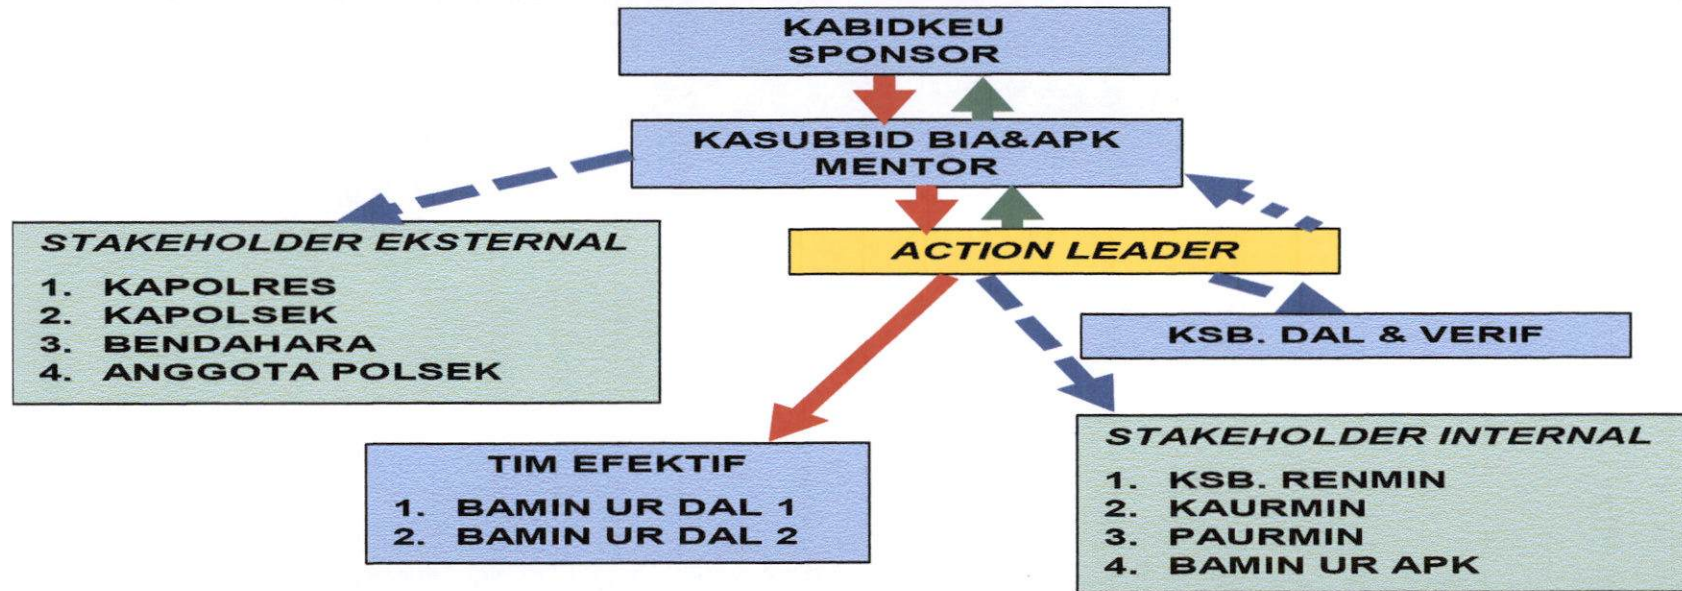 KABIDKEU
SPONSOR
KASUBBID BIA&APK
MENTOR
STAKEHOLDER EKSTERNAL
1. KAPOLRES
2. KAPOLSEK
3. BENDAHARA
4. ANGGOTA POLSEK
ACTION LEADER
KSB. DAL & VERIF
TIM EFEKTIF
1. BAMIN UR DAL 1
2. BAMIN UR DAL 2
STAKEHOLDER INTERNAL
1. KSB. RENMIN
2. KAURMIN
3. PAURMIN
4. BAMIN UR APK